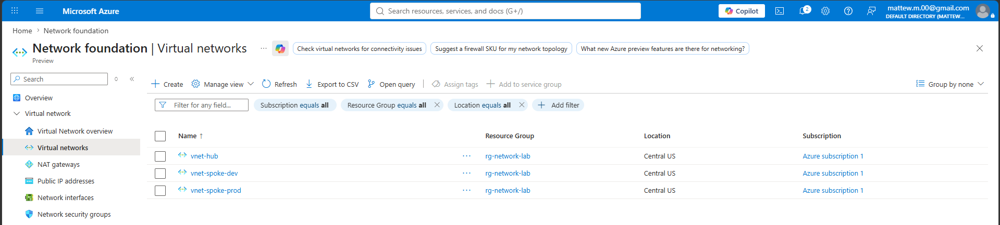 Microsoft Azure
Search resources, services, and docs (G+/)
Copilot
2
mattew.m.00@gmail.com
DEFAULT DIRECTORY (MATTEW...
Home > Network foundation
Network foundation | Virtual networks ...
Preview
Check virtual networks for connectivity issues
Suggest a firewall SKU for my network topology
What new Azure preview features are there for networking?
Search
Overview
Virtual network
Virtual Network overview
Virtual networks
NAT gateways
Public IP addresses
Network interfaces
Network security groups
Create
Manage view
Refresh
Export to CSV
Open query
Assign tags
Add to service group
Group by none
Filter for any field...
Subscription equals all
Resource Group equals all
Location equals all
Add filter
Name ↑ Resource Group Location Subscription
vnet-hub ... rg-network-lab Central US Azure subscription 1
vnet-spoke-dev ... rg-network-lab Central US Azure subscription 1
vnet-spoke-prod ... rg-network-lab Central US Azure subscription 1